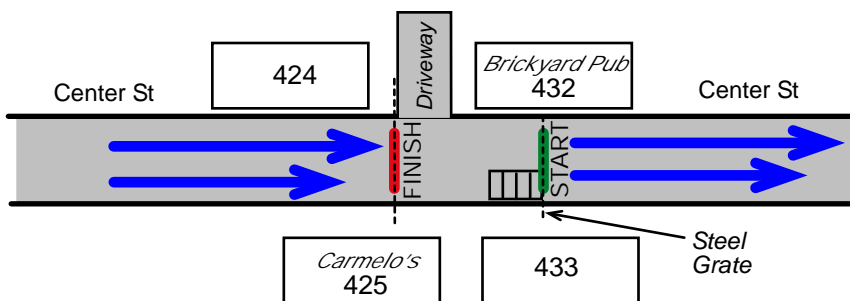 424
Driveway
Brickyard Pub
432
Center St
Center St
FINISH
START
Carmelo's
425
433
Steel
Grate